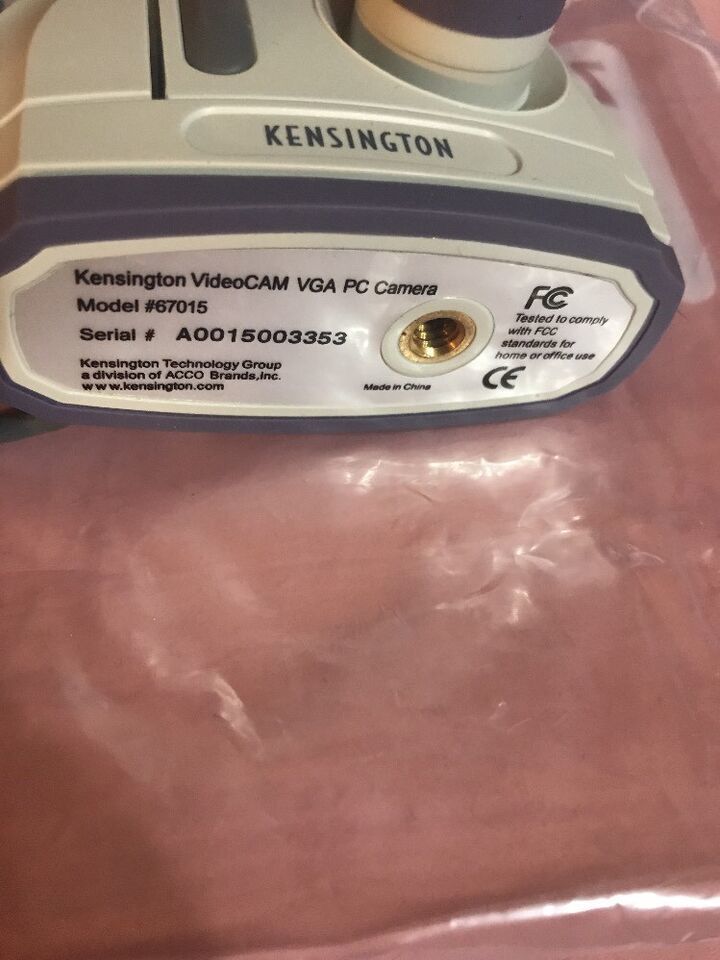 KENSINGTON
Kensington VideoCAM VGA PC Camera
Model #67015
Serial # A0015003353
Kensington Technology Group
a division of ACCO Brands,Inc.
www.kensington.com
Made in China
FC
Tested to comply
with FCC
standards for
home or office use
CE